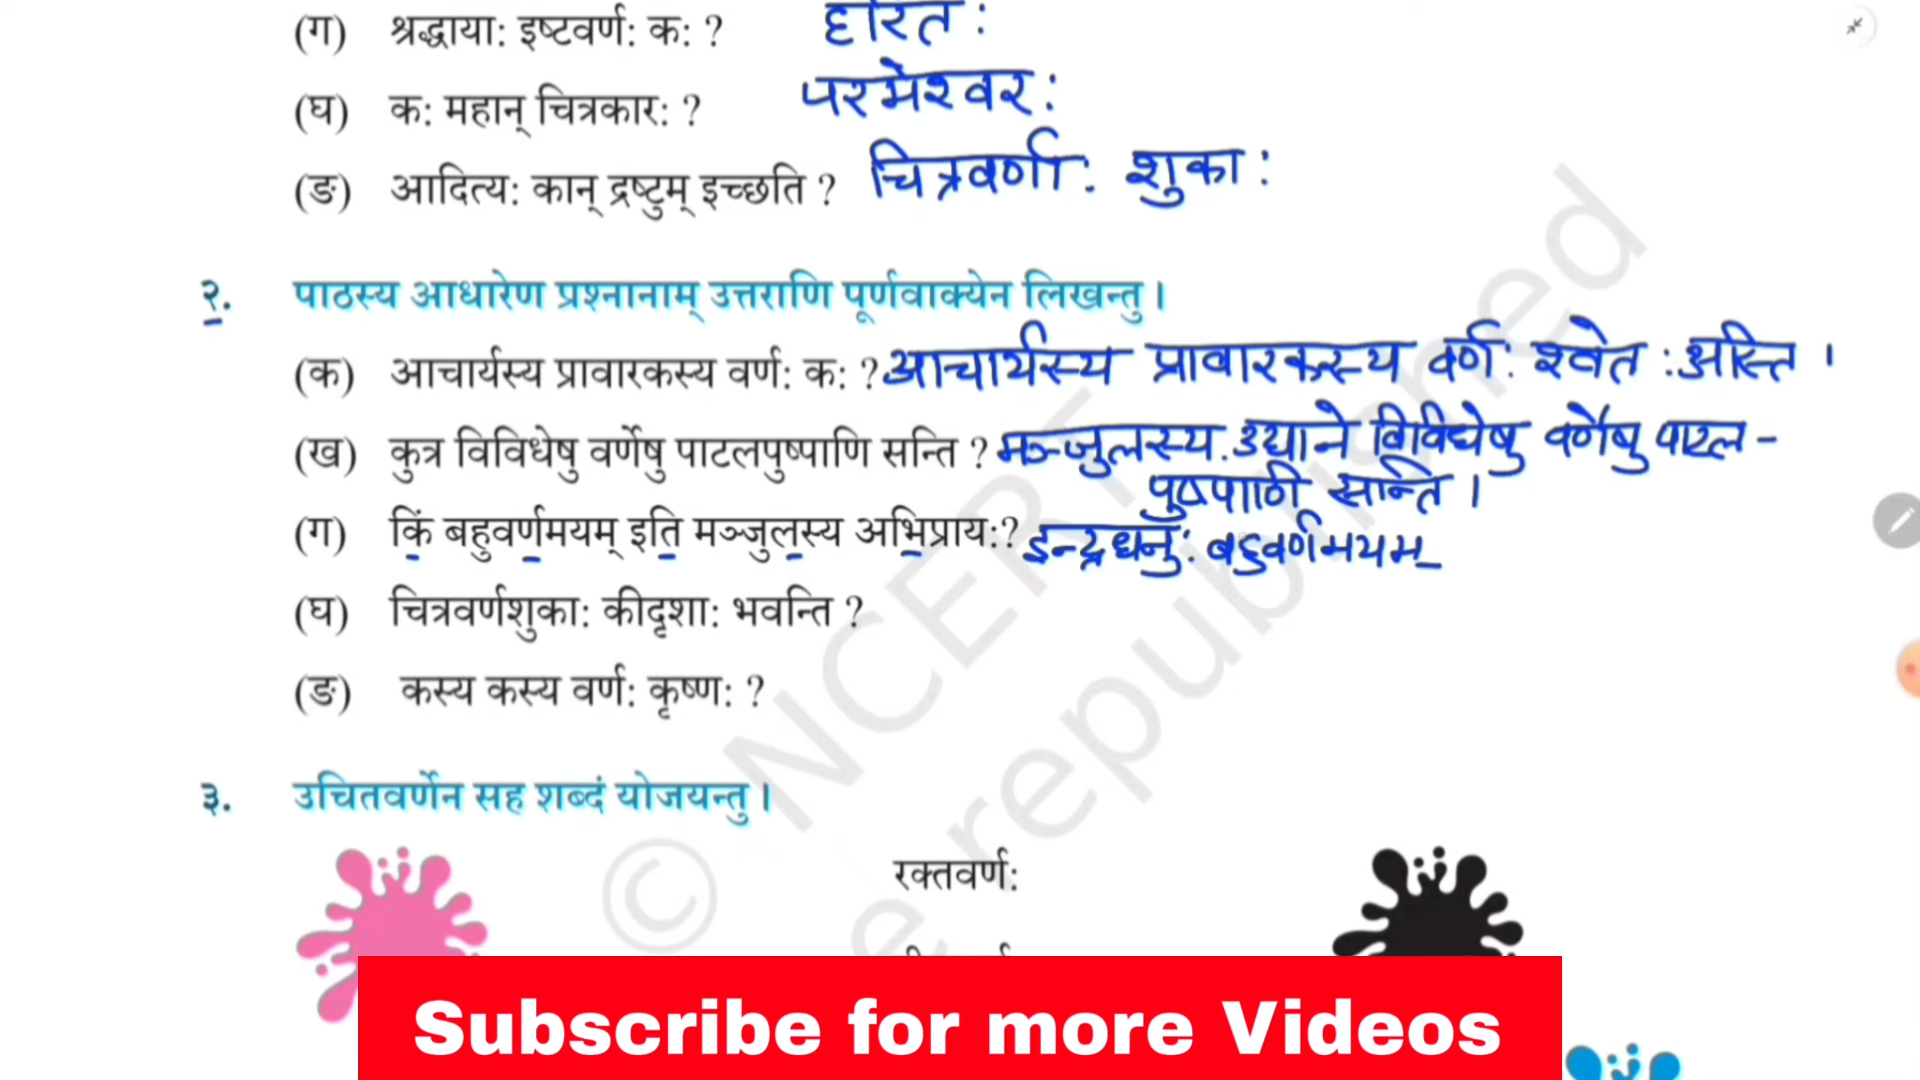 (ग) श्रद्धायाः इष्टवर्णः कः ? हरितः
(घ) कः महान् चित्रकारः ? परमेश्वरः
(ङ) आदित्यः कान् द्रष्टुम् इच्छति ? चित्रवर्णाः शुकाः
२. पाठस्य आधारेण प्रश्नानाम् उत्तराणि पूर्णवाक्येन लिखन्तु ।
(क) आचार्यस्य प्रावारकस्य वर्णः कः ? आचार्यस्य प्रावारकस्य वर्णः श्वेतः अस्ति ।
(ख) कुत्र विविधेषु वर्णेषु पाटलपुष्पाणि सन्ति ? मञ्जुलस्य उद्याने विविधेषु वर्णेषु पाटल -
पुष्पाणि सन्ति ।
(ग) किं बहुवर्णमयम् इति मञ्जुलस्य अभिप्रायः? इन्द्रधनुः बहुवर्णमयम्
(घ) चित्रवर्णशुकाः कीदृशाः भवन्ति ?
(ङ) कस्य कस्य वर्णः कृष्णः ?
३. उचितवर्णेन सह शब्दं योजयन्तु ।
रक्तवर्णः
© NCERT
e republished
Subscribe for more Videos